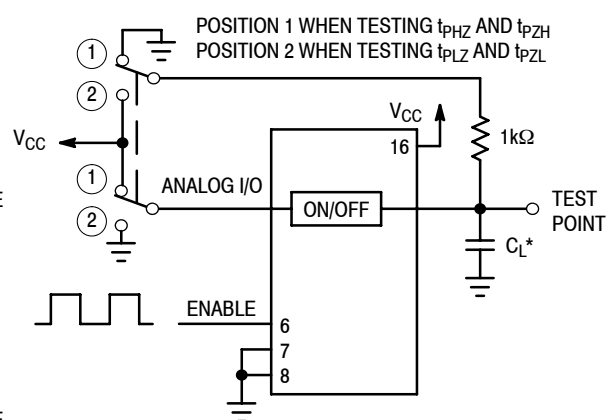 POSITION 1 WHEN TESTING tPHZ AND tPZH
POSITION 2 WHEN TESTING tPLZ AND tPZL
1
2
VCC
VCC
16
1kΩ
1
2
ANALOG I/O
ON/OFF
TEST
POINT
CL*
ENABLE
6
7
8
E
E